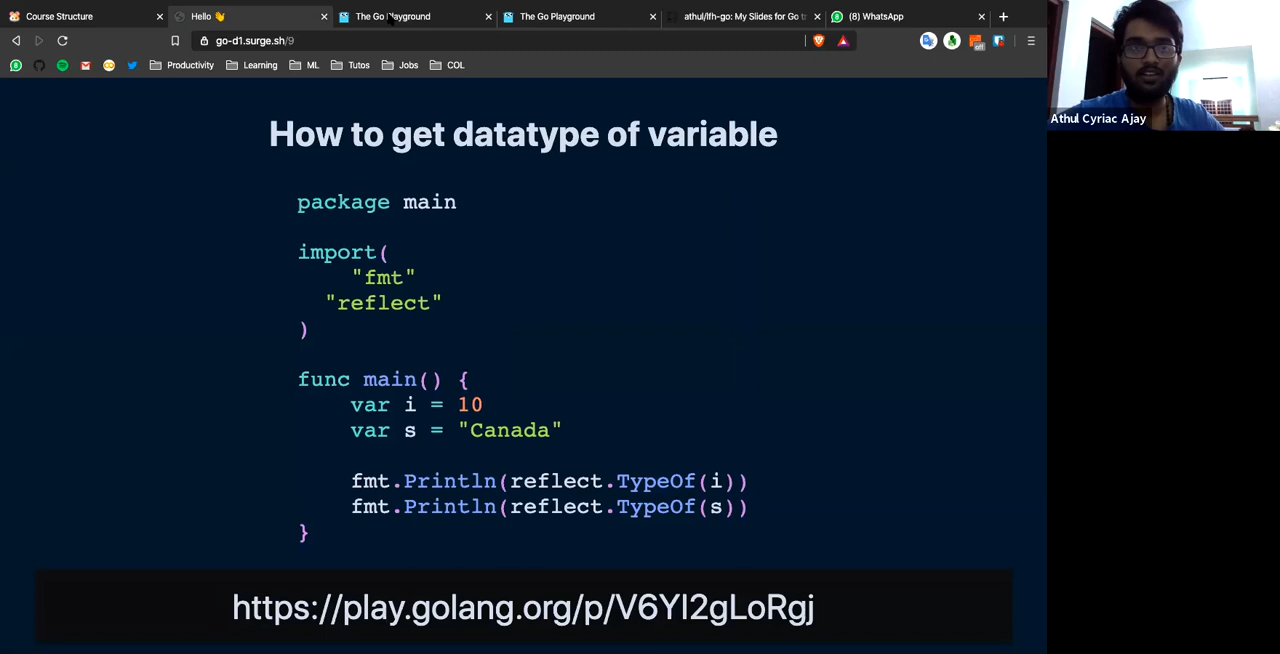 Course Structure
Hello 👋
The Go Playground
The Go Playground
athul/lfh-go: My Slides for Go t
(8) WhatsApp
go-d1.surge.sh/9
off
Productivity
Learning
ML
Tutos
Jobs
COL
Athul Cyriac Ajay
How to get datatype of variable
package main
import(
"fmt"
"reflect"
)
func main() {
var i = 10
var s = "Canada"
fmt.Println(reflect.TypeOf(i))
fmt.Println(reflect.TypeOf(s))
}
https://play.golang.org/p/V6Yl2gLoRgj